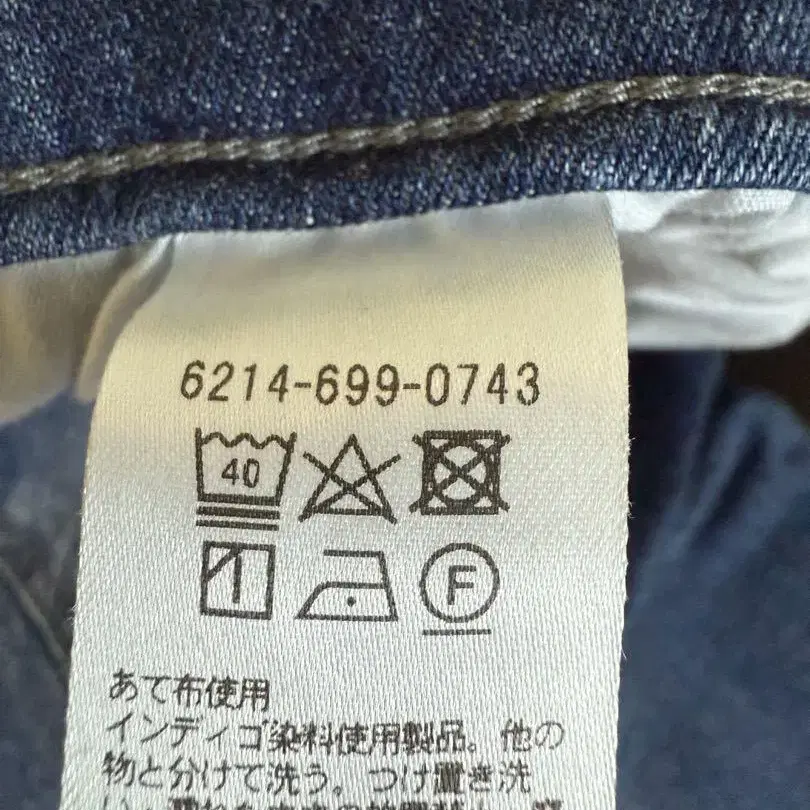 6214-699-0743
40
F
あて布使用
インディゴ染料使用製品。他の
物と分けて洗う。つけ置き洗